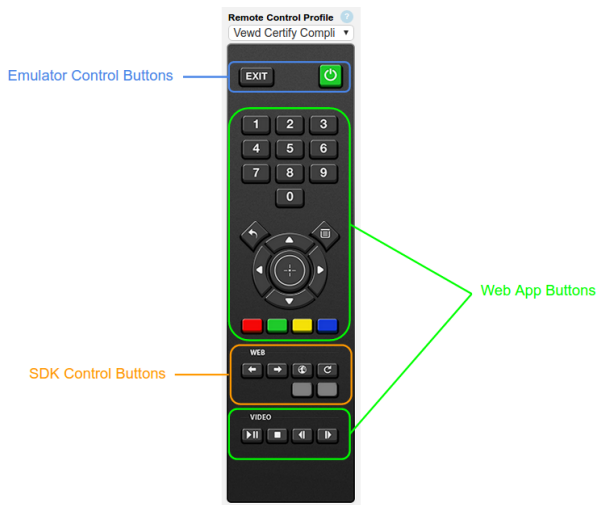 Remote Control Profile ?
Vewd Certify Compli
Emulator Control Buttons
EXIT
1 2 3
4 5 6
7 8 9
0
Web App Buttons
SDK Control Buttons
WEB
VIDEO